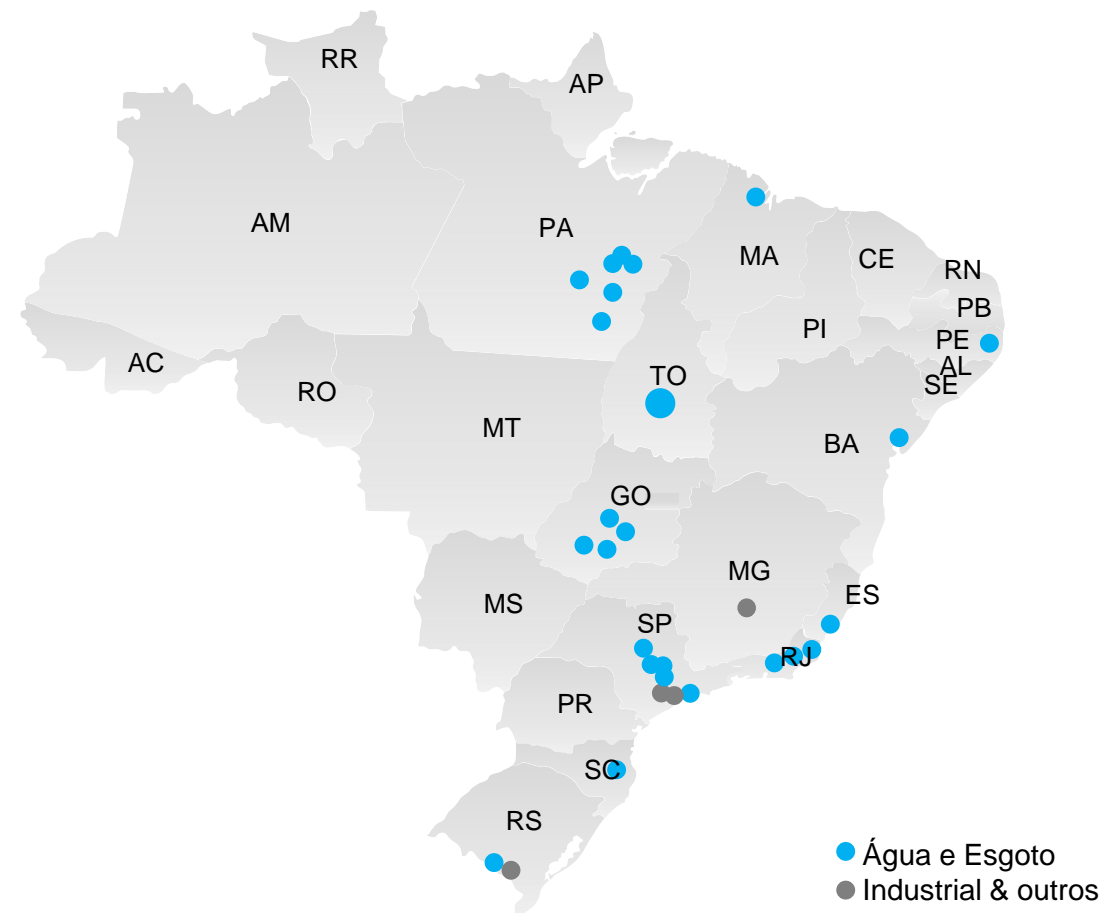 RR
AP
AM
PA
MA
CE
RN
PB
PI
PE
AL
SE
AC
RO
TO
MT
BA
GO
MG
ES
MS
SP
RJ
PR
SC
RS
Água e Esgoto
Industrial & outros